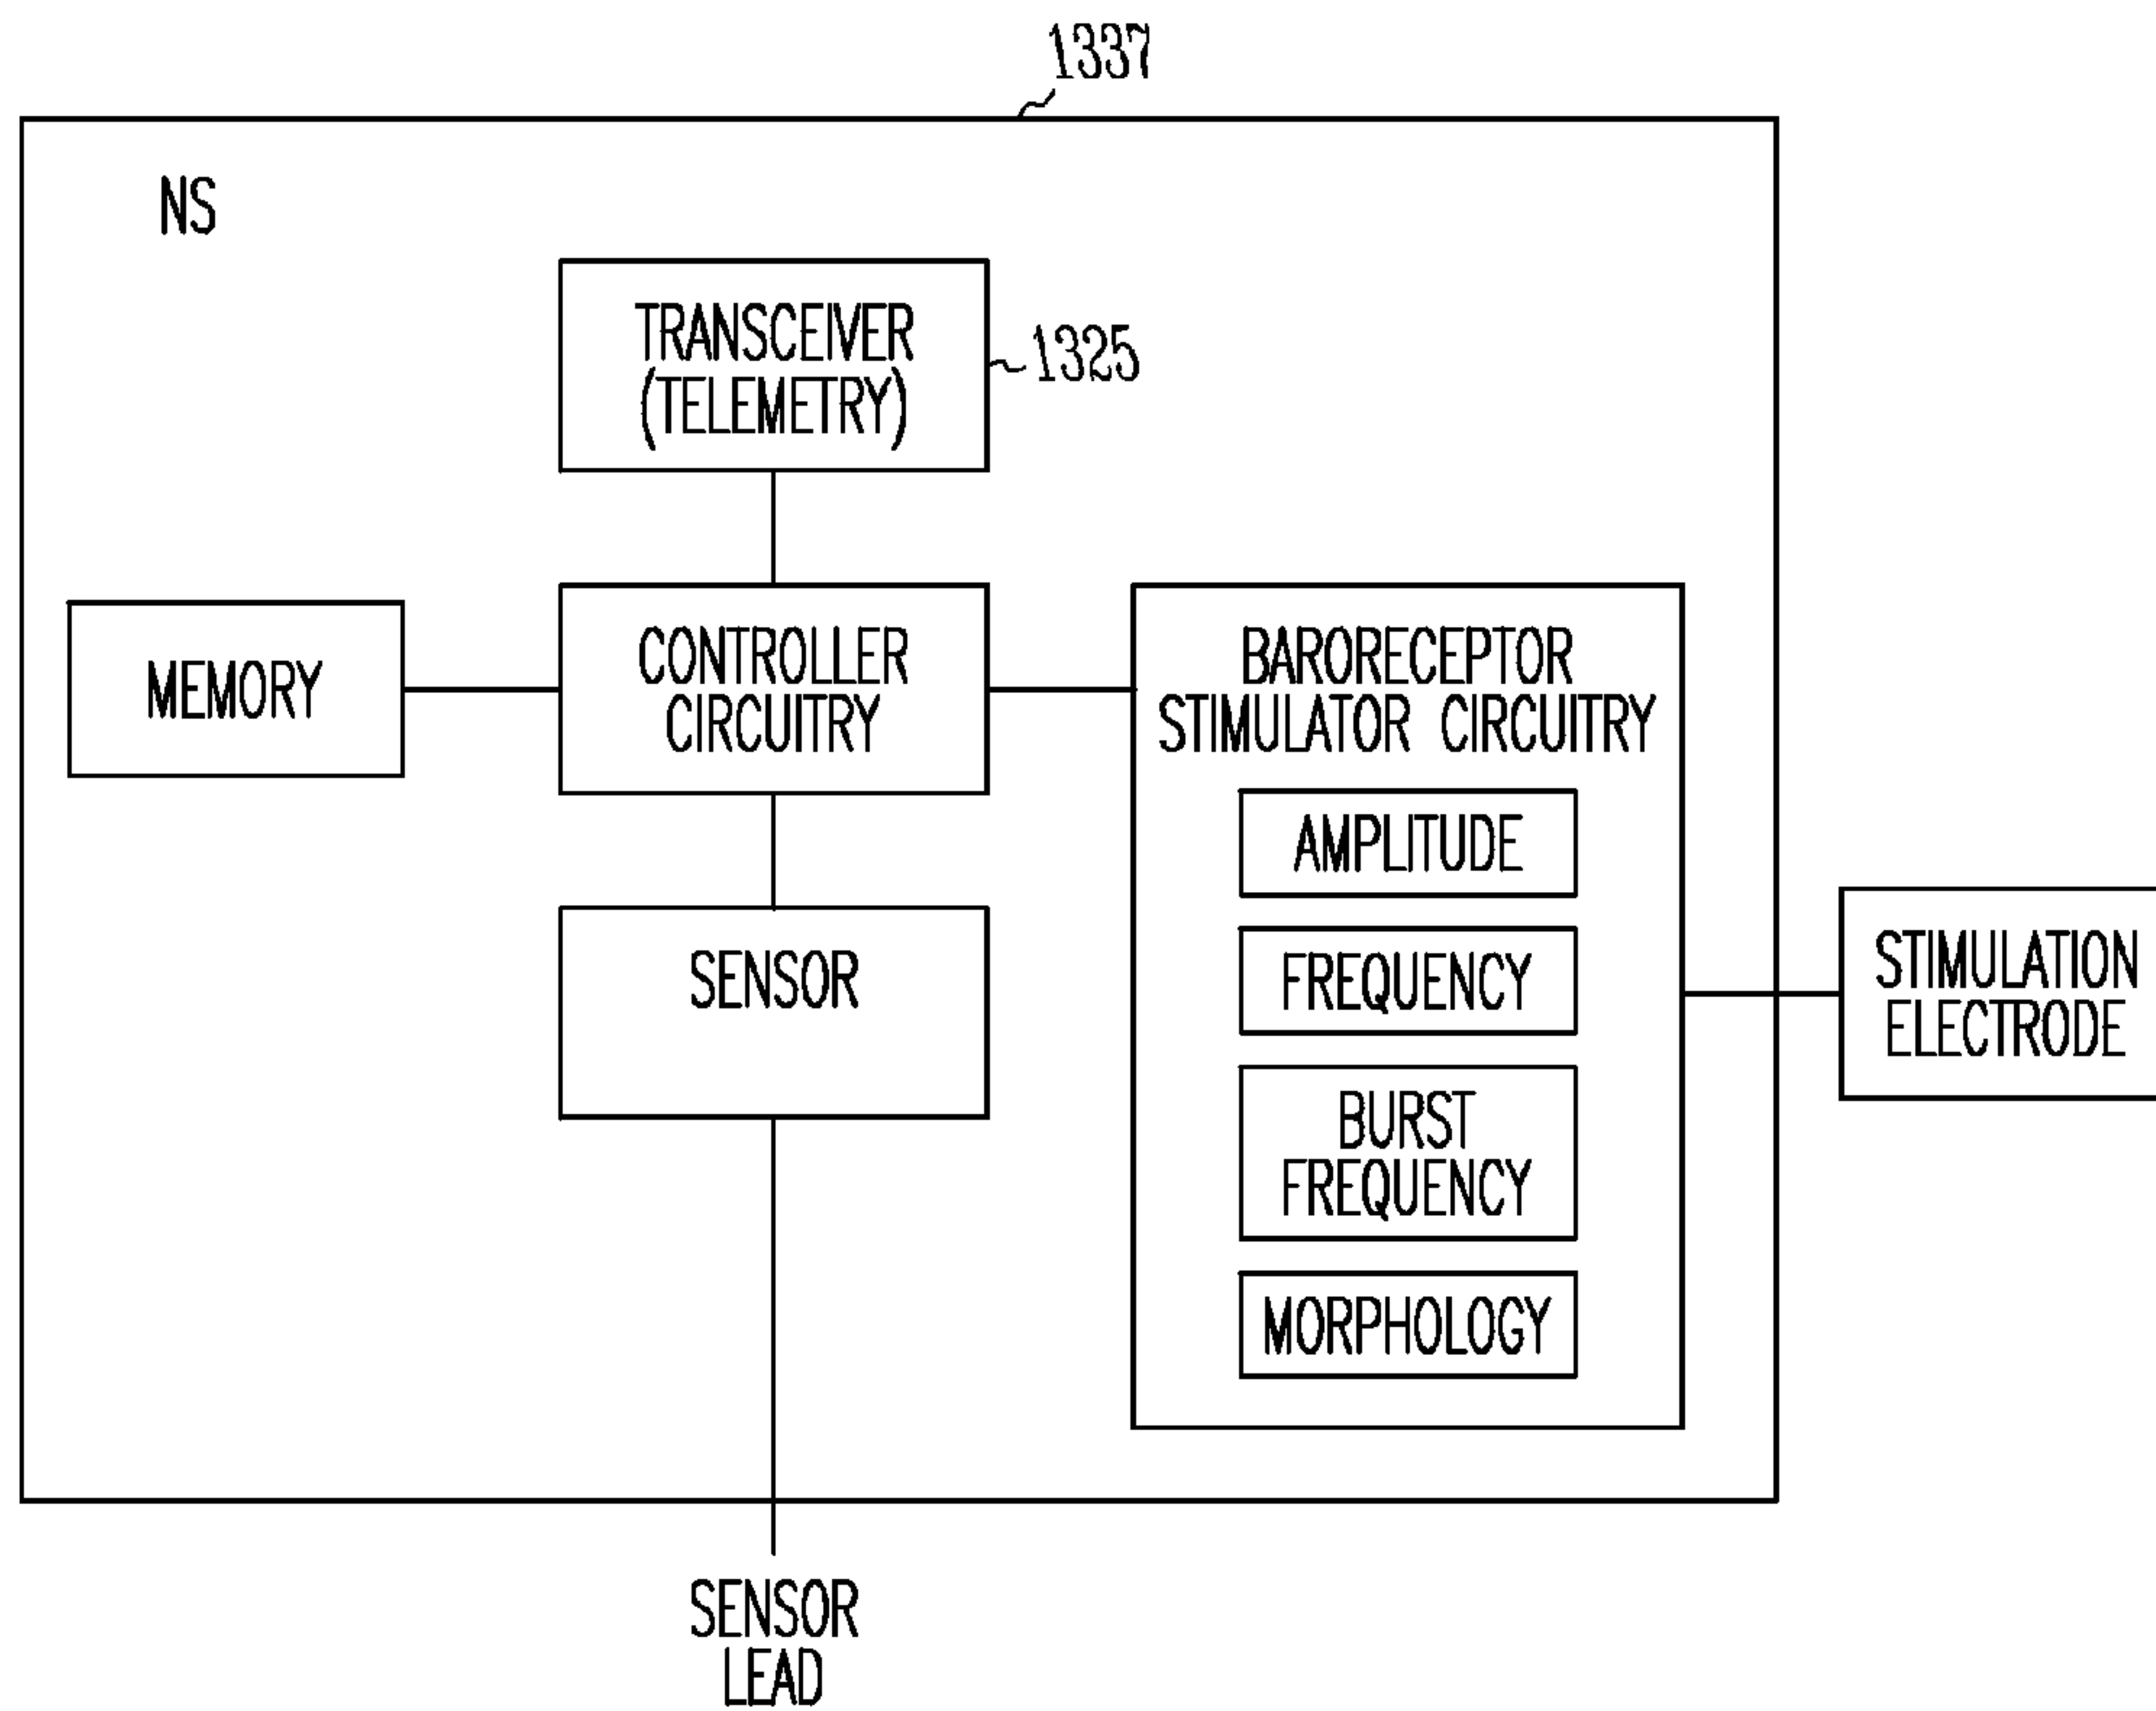 1337
NS
TRANSCEIVER
(TELEMETRY)
1325
MEMORY
CONTROLLER
CIRCUITRY
BARORECEPTOR
STIMULATOR CIRCUITRY
AMPLITUDE
FREQUENCY
BURST
FREQUENCY
MORPHOLOGY
SENSOR
STIMULATION
ELECTRODE
SENSOR
LEAD